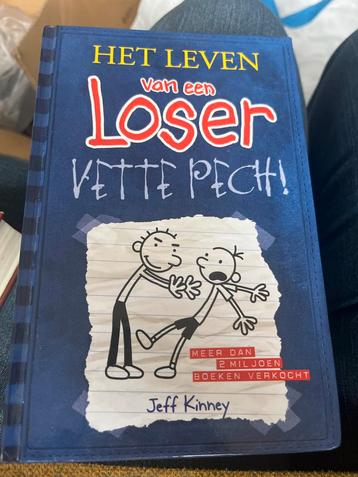 HET LEVEN
van een
Loser
VETTE PECH!
MEER DAN
2 MILJOEN
BOEKEN VERKOCHT
Jeff Kinney